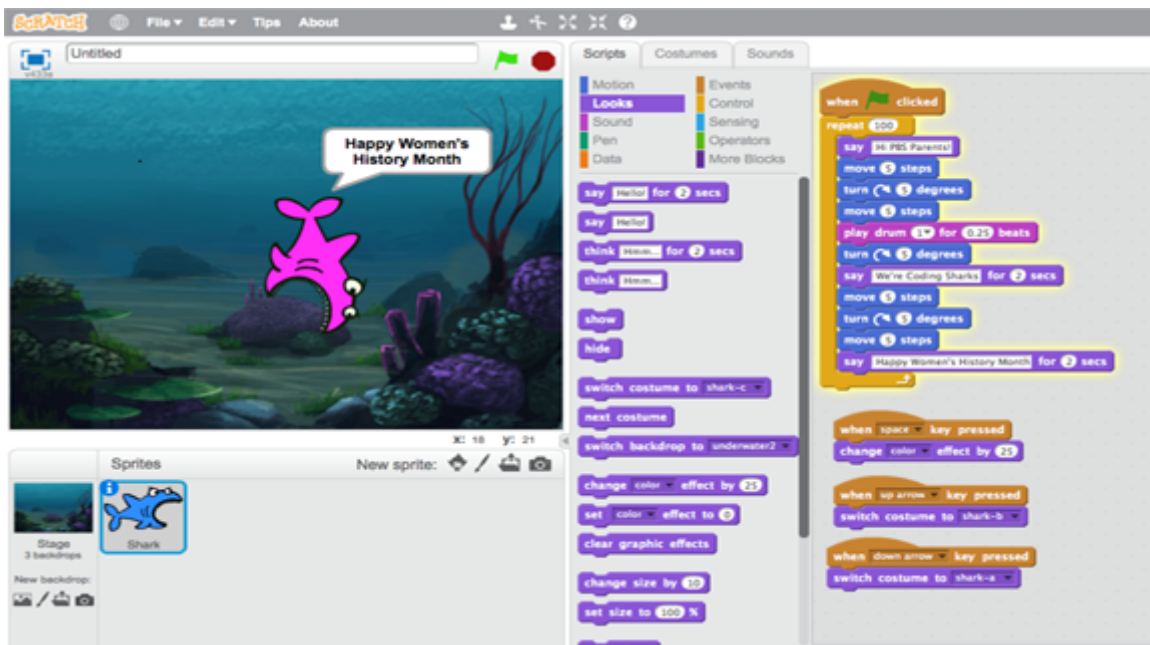 SCRATCH File Edit Tips About
Untitled
v433a
Happy Women's
History Month
x: 18 y: 21
Sprites New sprite:
Stage
3 backdrops
Shark
New backdrop:
Scripts Costumes Sounds
Motion Events
Looks Control
Sound Sensing
Pen Operators
Data More Blocks
say Hello! for 2 secs
say Hello!
think Hmm... for 2 secs
think Hmm...
show
hide
switch costume to shark-c
next costume
switch backdrop to underwater2
change color effect by 25
set color effect to 0
clear graphic effects
change size by 10
set size to 100 %
when clicked
repeat 100
say Hi PBS Parents!
move 5 steps
turn 5 degrees
move 5 steps
play drum 1 for 0.25 beats
turn 5 degrees
say We're Coding Sharks for 2 secs
move 5 steps
turn 5 degrees
move 5 steps
say Happy Women's History Month for 2 secs
when space key pressed
change color effect by 25
when up arrow key pressed
switch costume to shark-b
when down arrow key pressed
switch costume to shark-a